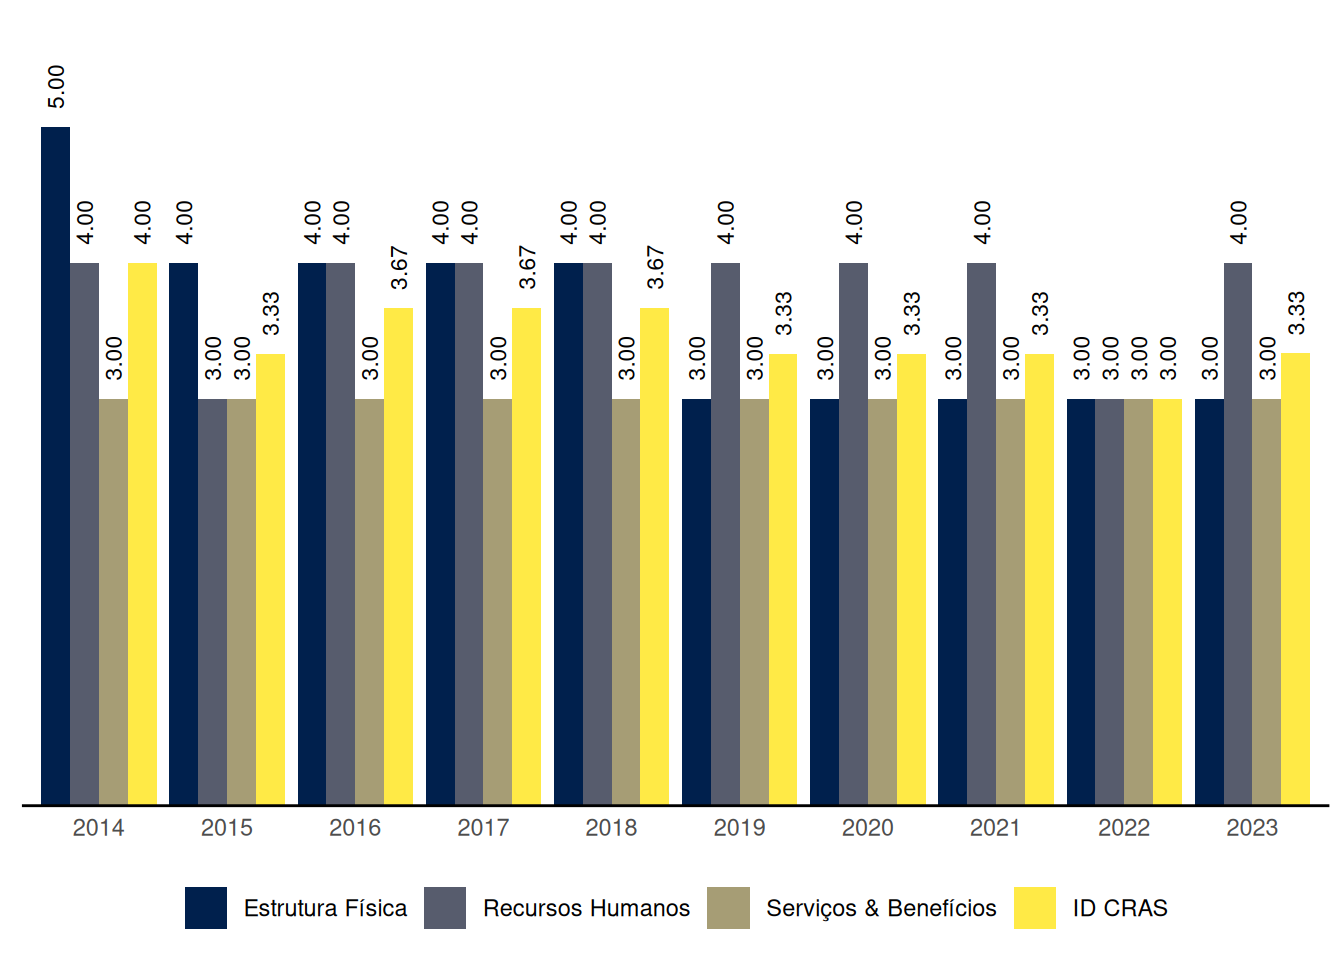 5.00
4.00 4.00 4.00 4.00 4.00 4.00 4.00 4.00 4.00 4.00 4.00 4.00 4.00
3.67 3.67 3.67
3.33 3.33 3.33 3.33 3.33
3.00 3.00 3.00 3.00 3.00 3.00 3.00 3.00 3.00 3.00 3.00 3.00 3.00 3.00 3.00 3.00 3.00 3.00
2014 2015 2016 2017 2018 2019 2020 2021 2022 2023
Estrutura Física Recursos Humanos Serviços & Benefícios ID CRAS